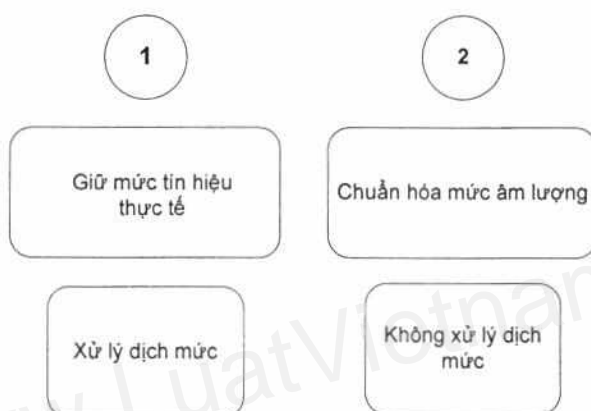 1
2
Giữ mức tín hiệu
thực tế
Chuẩn hóa mức âm lượng
Xử lý dịch mức
Không xử lý dịch
mức
LuatVietnam